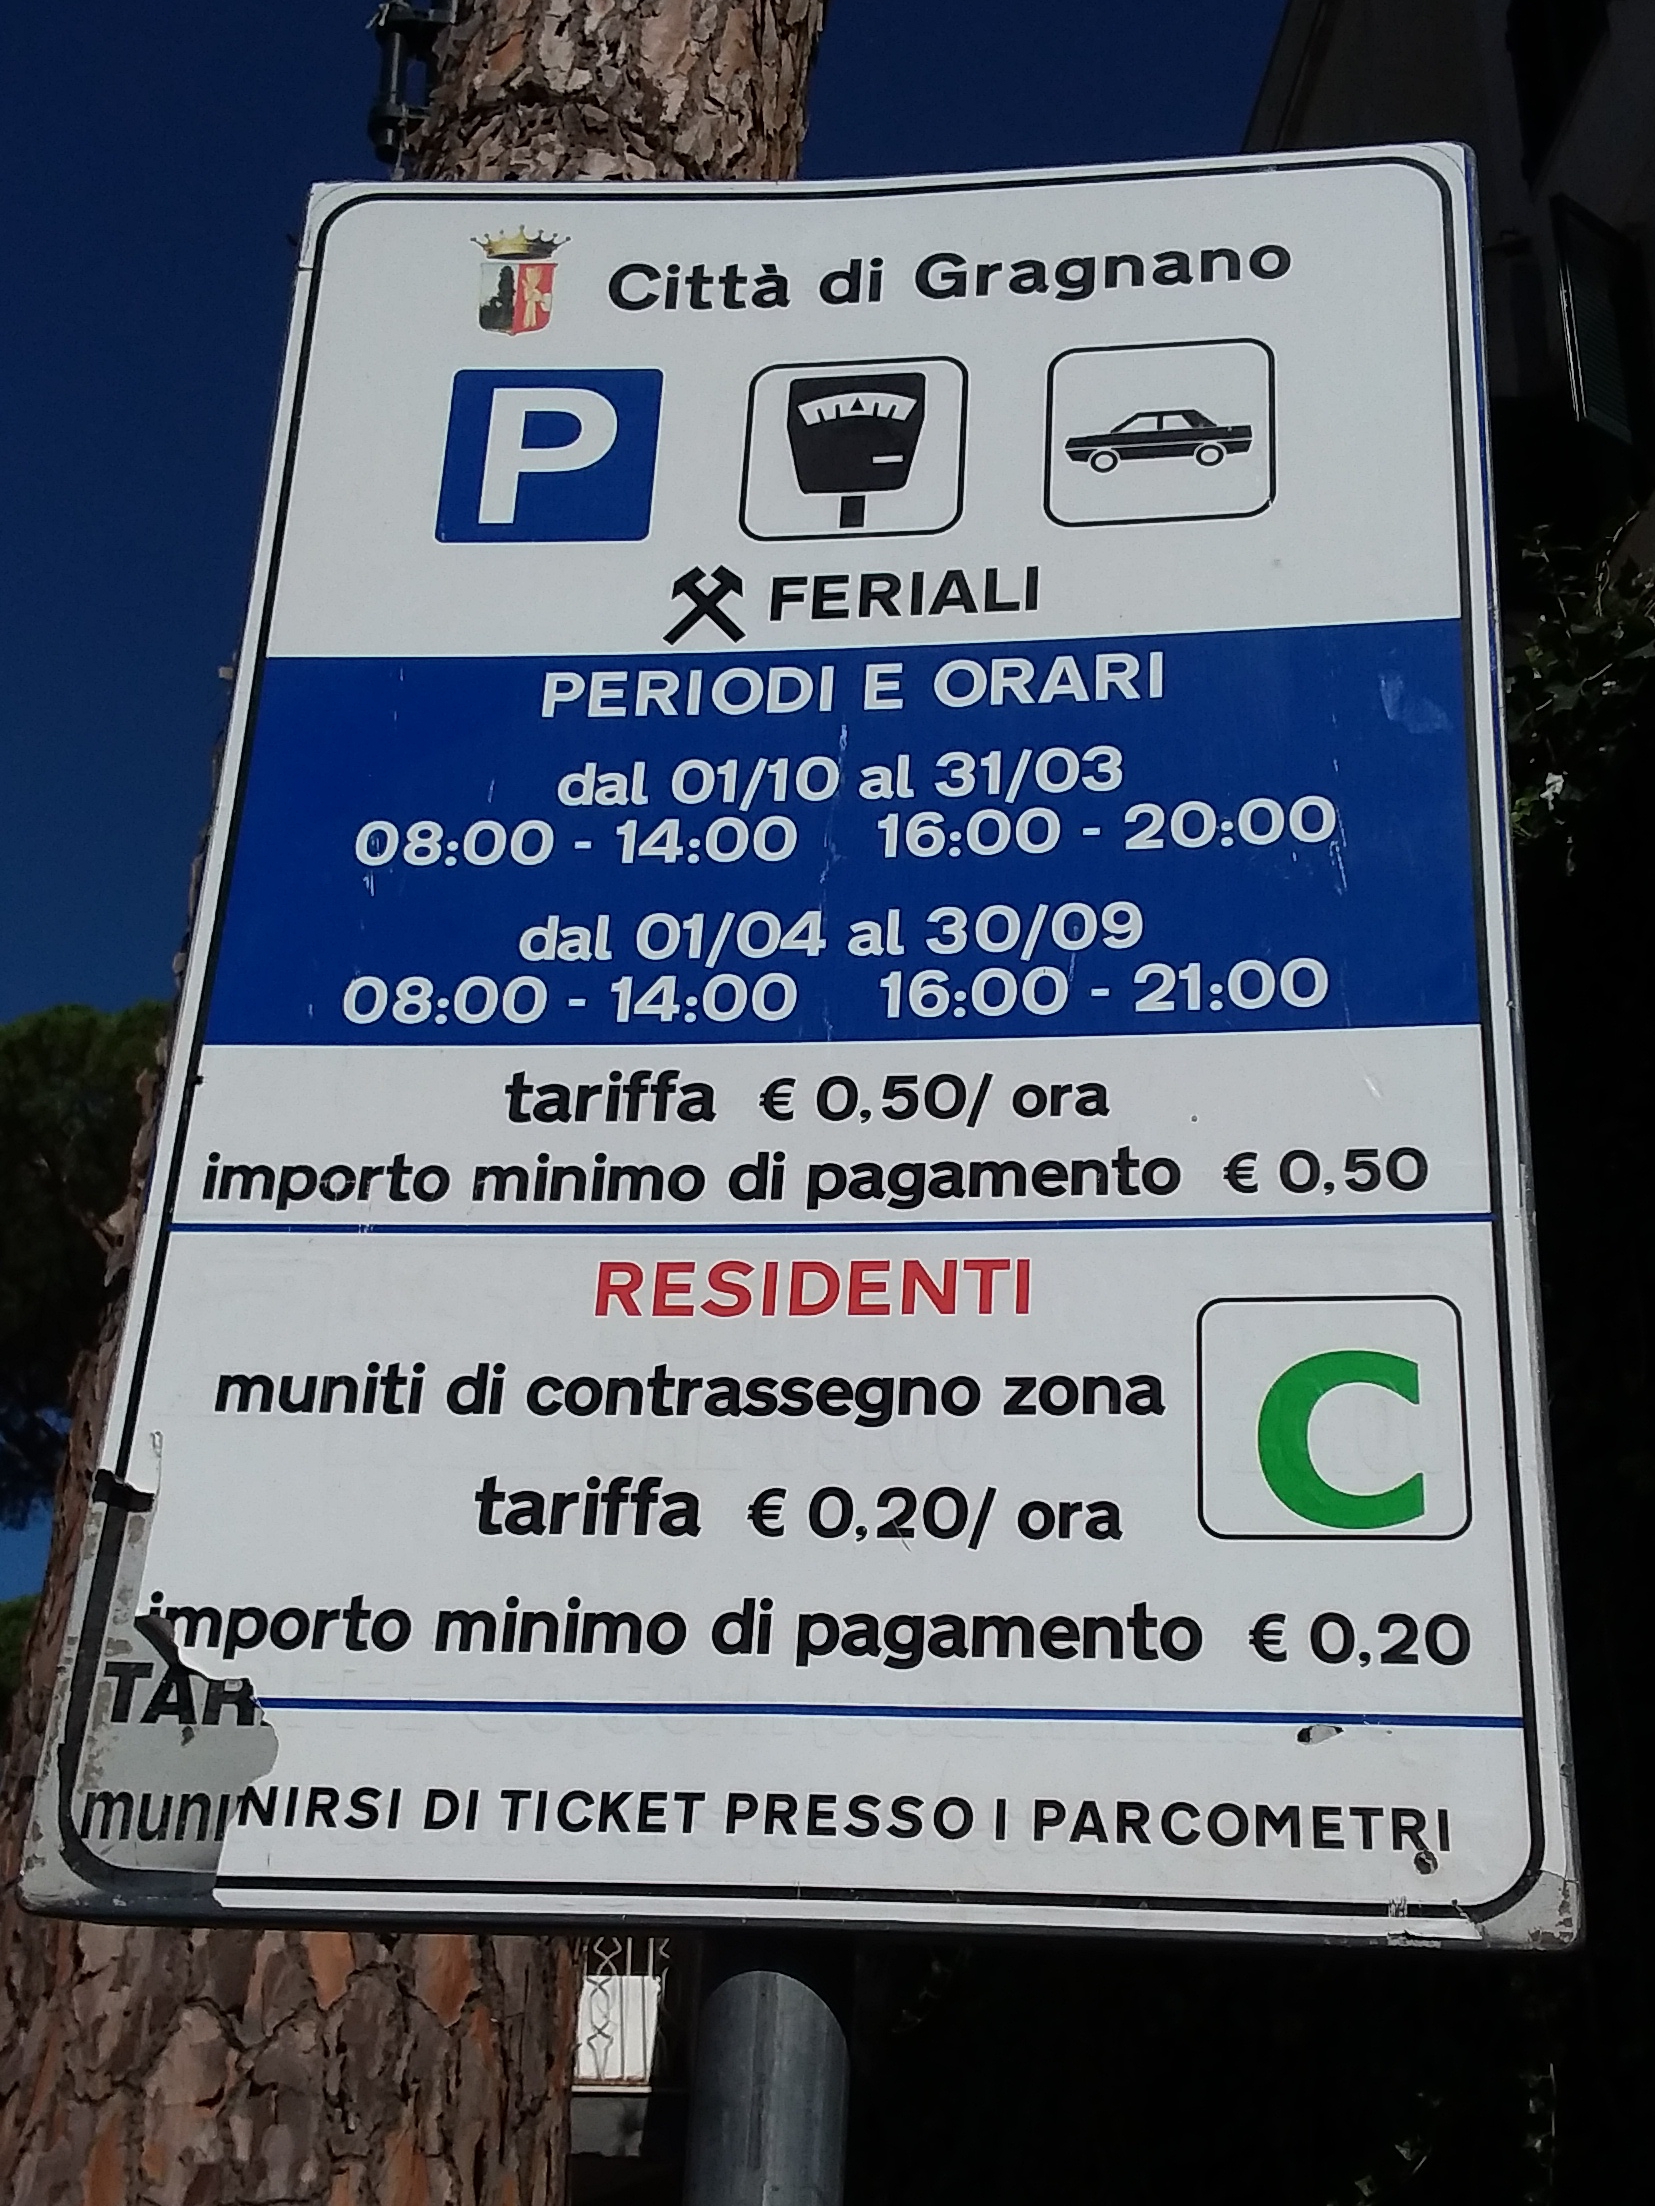 Città di Gragnano
P
FERIALI
PERIODI E ORARI
dal 01/10 al 31/03
08:00 - 14:00 16:00 - 20:00
dal 01/04 al 30/09
08:00 - 14:00 16:00 - 21:00
tariffa € 0,50/ ora
importo minimo di pagamento € 0,50
RESIDENTI
muniti di contrassegno zona
C
tariffa € 0,20/ ora
importo minimo di pagamento € 0,20
TAR
muni
NIRSI DI TICKET PRESSO I PARCOMETRI